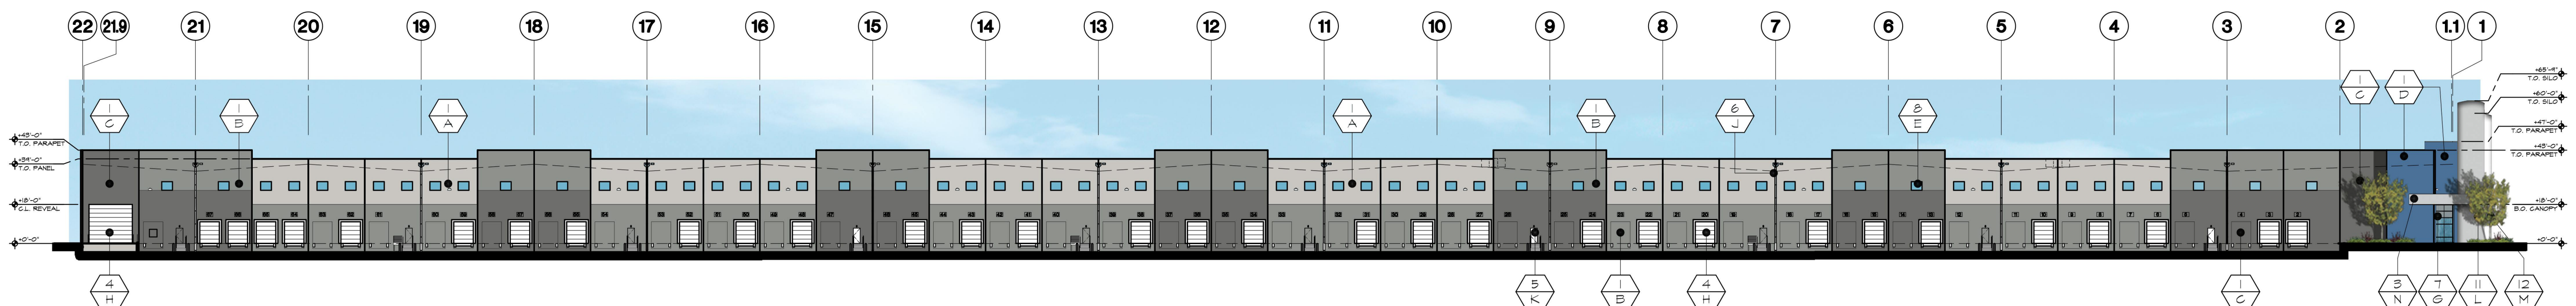 22 21.9 21 20 19 18 17 16 15 14 13 12 11 10 9 8 7 6 5 4 3 2 1.1 1
+65'-9"
T.O. SILO
+60'-0"
T.O. SILO
1 C
1 B
1 A
1 A
1 B
6 J
8 E
1 C
1 D
+47'-0"
T.O. PARAPET
+45'-0"
T.O. PARAPET
+45'-0"
T.O. PARAPET
+39'-0"
T.O. PANEL
+18'-0"
C.L. REVEAL
+18'-0"
B.O. CANOPY
+0'-0"
+0'-0"
4 H
5 K
1 B
4 H
1 C
3 N
7 G
11 L
12 M